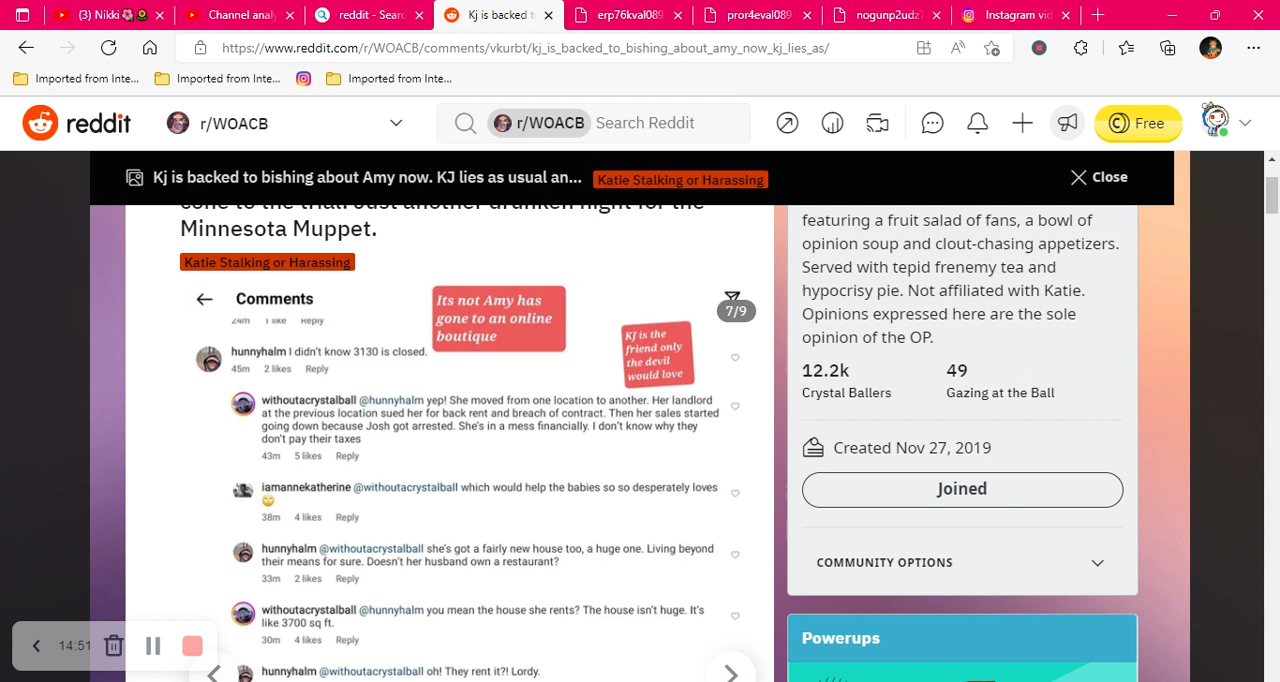 (3) Nikki
Channel anal
reddit - Searc
Kj is backed to
erp76kval089
pror4eval089
nogunp2udz7
Instagram vid
https://www.reddit.com/r/WOACB/comments/vkurbt/kj_is_backed_to_bishing_about_amy_now_kj_lies_as/
Imported from Inte...
Imported from Inte...
Imported from Inte...
reddit
r/WOACB
r/WOACB
Search Reddit
Free
Kj is backed to bishing about Amy now. KJ lies as usual an...
Katie Stalking or Harassing
Close
Minnesota Muppet.
Katie Stalking or Harassing
Comments
24m 1 like Reply
Its not Amy has
gone to an online
boutique
7/9
KJ is the
friend only
the devil
would love
hunnyhalm I didn't know 3130 is closed.
45m 2 likes Reply
withoutacrystalball @hunnyhalm yep! She moved from one location to another. Her landlord
at the previous location sued her for back rent and breach of contract. Then her sales started
going down because Josh got arrested. She's in a mess financially. I don't know why they
don't pay their taxes
43m 5 likes Reply
iamannekatherine @withoutacrystalball which would help the babies so so desperately loves
🙄
38m 4 likes Reply
hunnyhalm @withoutacrystalball she's got a fairly new house too, a huge one. Living beyond
their means for sure. Doesn't her husband own a restaurant?
33m 2 likes Reply
withoutacrystalball @hunnyhalm you mean the house she rents? The house isn't huge. It's
like 3700 sq ft.
30m 4 likes Reply
hunnyhalm @withoutacrystalball oh! They rent it?! Lordy.
14:51
featuring a fruit salad of fans, a bowl of
opinion soup and clout-chasing appetizers.
Served with tepid frenemy tea and
hypocrisy pie. Not affiliated with Katie.
Opinions expressed here are the sole
opinion of the OP.
12.2k
Crystal Ballers
49
Gazing at the Ball
Created Nov 27, 2019
Joined
COMMUNITY OPTIONS
Powerups